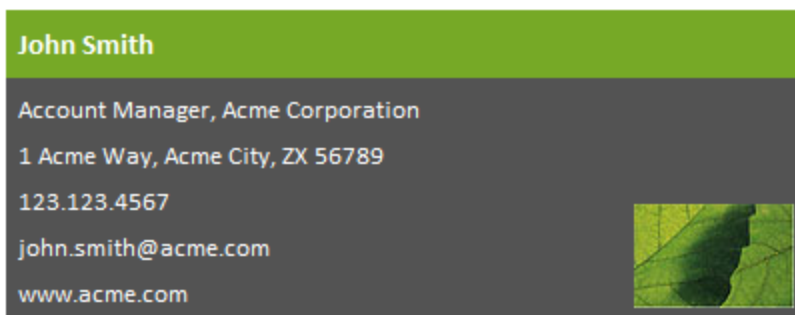 John Smith
Account Manager, Acme Corporation
1 Acme Way, Acme City, ZX 56789
123.123.4567
john.smith@acme.com
www.acme.com